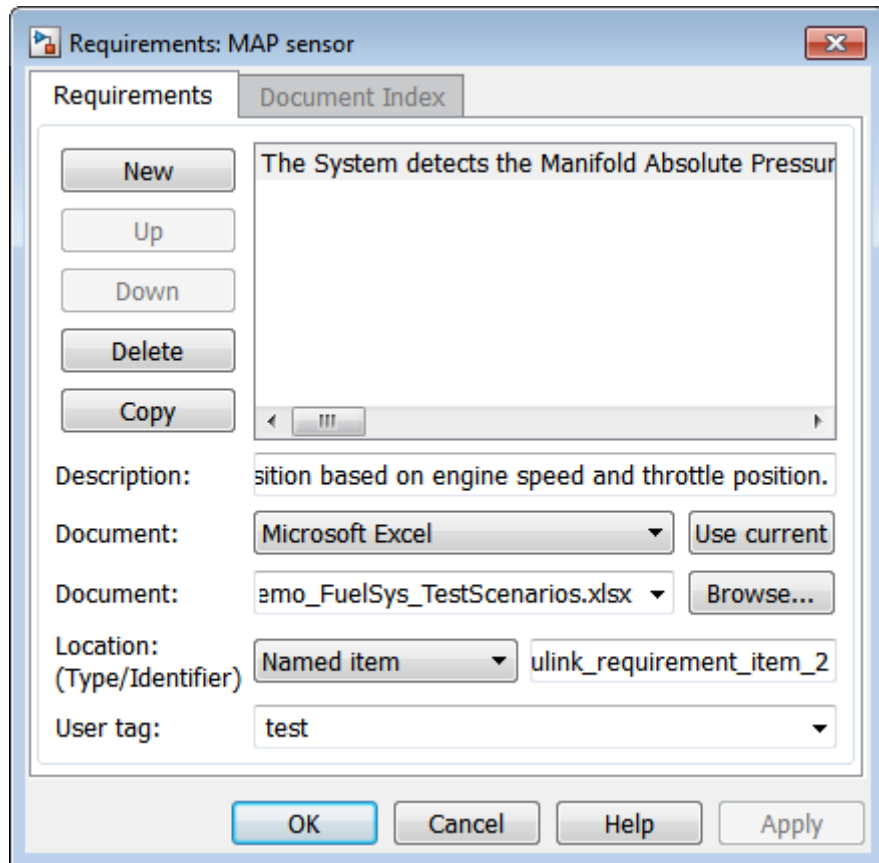 Requirements: MAP sensor
Requirements Document Index
New
The System detects the Manifold Absolute Pressur
Up
Down
Delete
Copy
Description: sition based on engine speed and throttle position.
Document: Microsoft Excel Use current
Document: emo_FuelSys_TestScenarios.xlsx Browse...
Location:
(Type/Identifier) Named item ulink_requirement_item_2
User tag: test
OK Cancel Help Apply